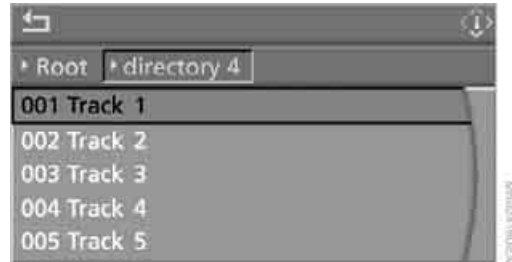 Root directory 4
001 Track 1
002 Track 2
003 Track 3
004 Track 4
005 Track 5